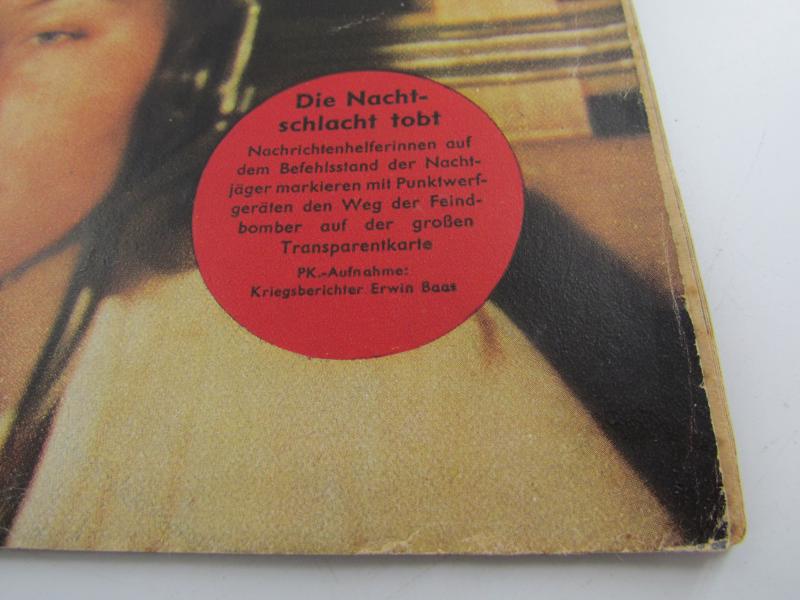 Die Nacht-
schlacht tobt
Nachrichtenhelferinnen auf
dem Befehlsstand der Nacht-
jäger markieren mit Punktwerf-
geräten den Weg der Feind-
bomber auf der großen
Transparentkarte
PK.-Aufnahme:
Kriegsberichter Erwin Baas